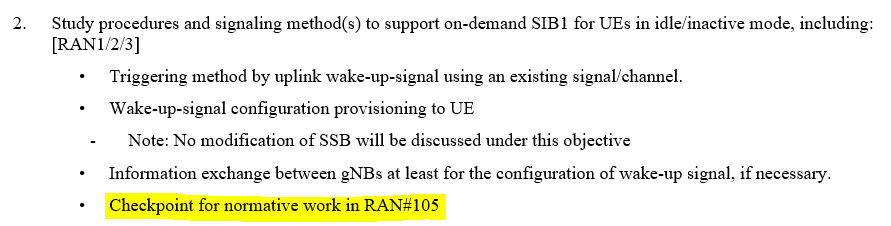 2. Study procedures and signaling method(s) to support on-demand SIB1 for UEs in idle/inactive mode, including:
[RAN1/2/3]
• Triggering method by uplink wake-up-signal using an existing signal/channel.
• Wake-up-signal configuration provisioning to UE
- Note: No modification of SSB will be discussed under this objective
• Information exchange between gNBs at least for the configuration of wake-up signal, if necessary.
• Checkpoint for normative work in RAN#105